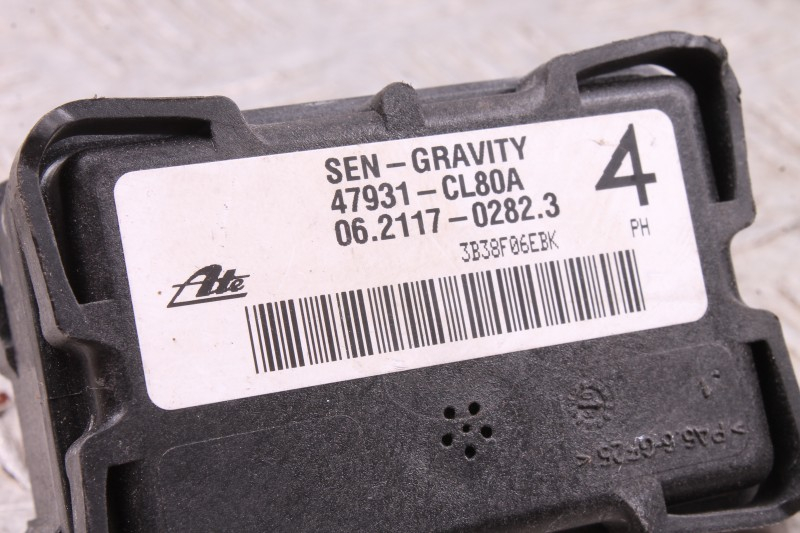 SEN-GRAVITY
47931-CL80A
06.2117-0282.3
3B38F06EBK
4
PH
Ate